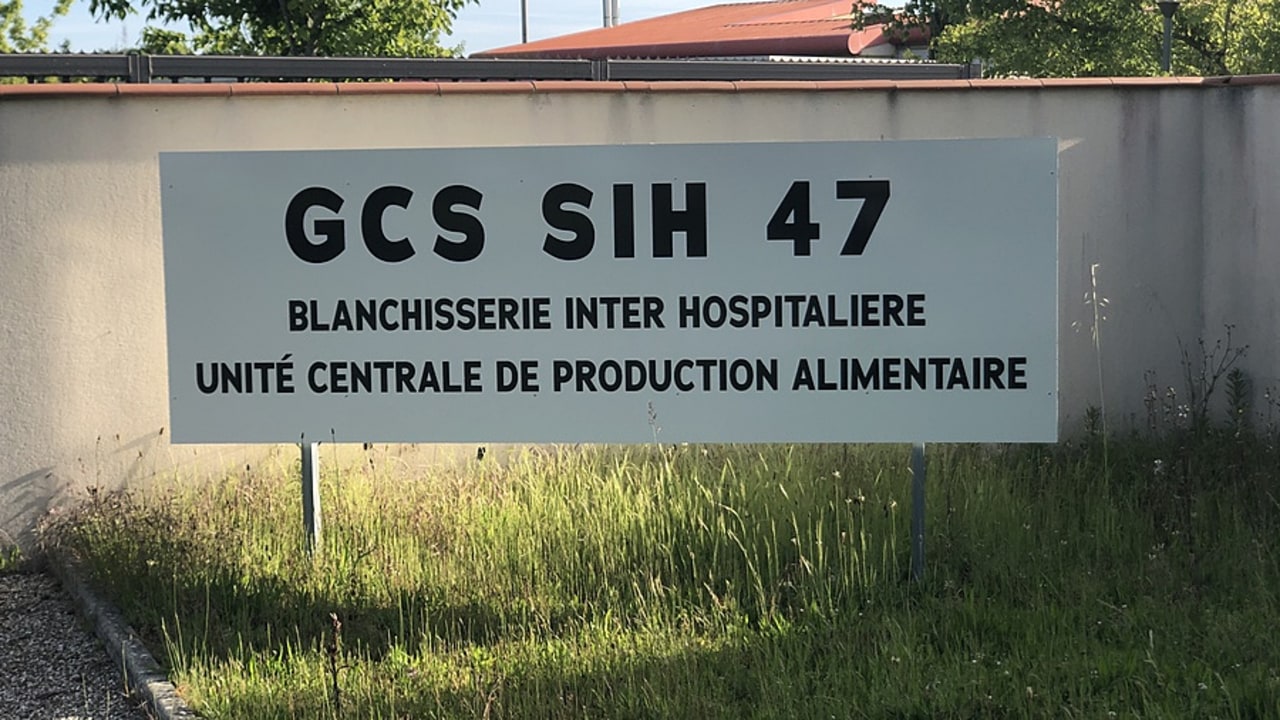 GCS SIH 47
BLANCHISSERIE INTER HOSPITALIERE
UNITÉ CENTRALE DE PRODUCTION ALIMENTAIRE